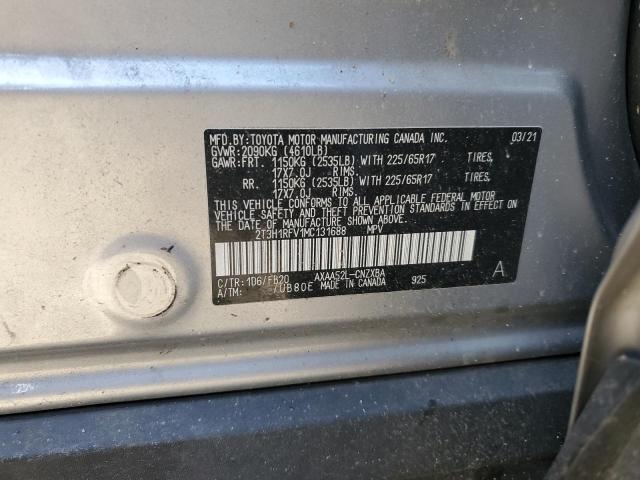 MFD.BY:TOYOTA MOTOR MANUFACTURING CANADA INC. 03/21
GVWR:2090KG (4610LB)
GAWR:FRT. 1150KG (2535LB) WITH 225/65R17 TIRES,
17X7.0J RIMS.
RR. 1150KG (2535LB) WITH 225/65R17 TIRES,
17X7.0J RIMS.
THIS VEHICLE CONFORMS TO ALL APPLICABLE FEDERAL MOTOR
VEHICLE SAFETY AND THEFT PREVENTION STANDARDS IN EFFECT ON
THE DATE OF MANUFACTURE SHOWN ABOVE.
2T3H1RFV1MC131688 MPV
C/TR:1D6/FB20 AXAA52L-CNZXBA A
A/TM: /UB80E MADE IN CANADA 925